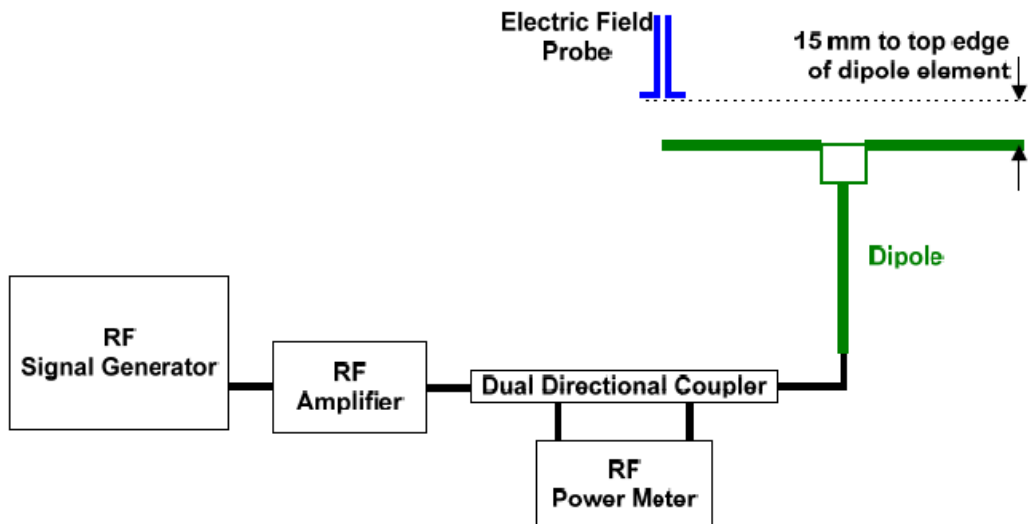 Electric Field
Probe
15 mm to top edge
of dipole element
Dipole
RF
Signal Generator
RF
Amplifier
Dual Directional Coupler
RF
Power Meter